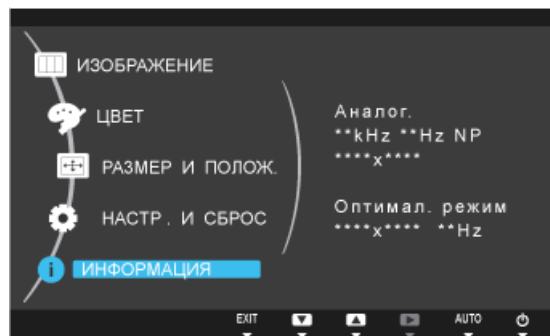 ИЗОБРАЖЕНИЕ
ЦВЕТ
РАЗМЕР И ПОЛОЖ.
НАСТР. И СБРОС
ИНФОРМАЦИЯ
Аналог.
**kHz **Hz NP
****x****
Оптимал. режим
****x**** **Hz
EXIT AUTO